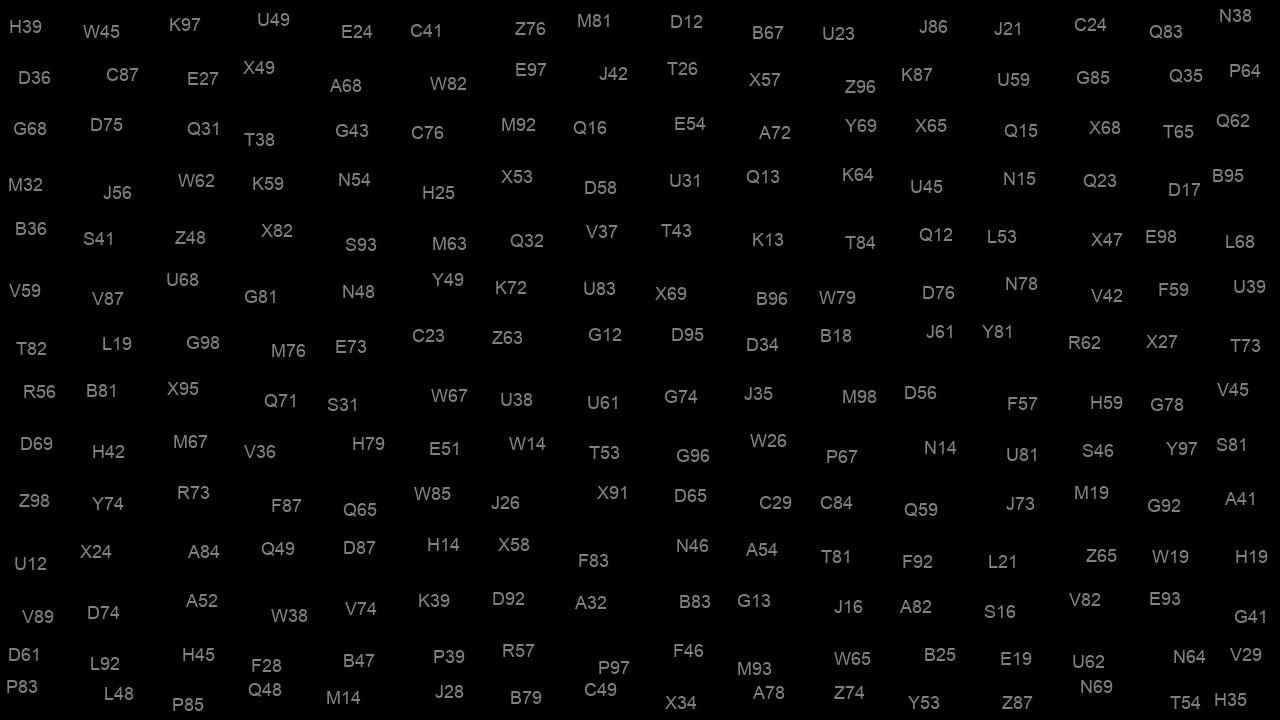 H39 W45 K97 U49 E24 C41 Z76 M81 D12 B67 U23 J86 J21 C24 Q83 N38
D36 C87 E27 X49 A68 W82 E97 J42 T26 X57 Z96 K87 U59 G85 Q35 P64
G68 D75 Q31 T38 G43 C76 M92 Q16 E54 A72 Y69 X65 Q15 X68 T65 Q62
M32 J56 W62 K59 N54 H25 X53 D58 U31 Q13 K64 U45 N15 Q23 D17 B95
B36 S41 Z48 X82 S93 M63 Q32 V37 T43 K13 T84 Q12 L53 X47 E98 L68
V59 V87 U68 G81 N48 Y49 K72 U83 X69 B96 W79 D76 N78 V42 F59 U39
T82 L19 G98 M76 E73 C23 Z63 G12 D95 D34 B18 J61 Y81 R62 X27 T73
R56 B81 X95 Q71 S31 W67 U38 U61 G74 J35 M98 D56 F57 H59 G78 V45
D69 H42 M67 V36 H79 E51 W14 T53 G96 W26 P67 N14 U81 S46 Y97 S81
Z98 Y74 R73 F87 Q65 W85 J26 X91 D65 C29 C84 Q59 J73 M19 G92 A41
U12 X24 A84 Q49 D87 H14 X58 F83 N46 A54 T81 F92 L21 Z65 W19 H19
V89 D74 A52 W38 V74 K39 D92 A32 B83 G13 J16 A82 S16 V82 E93 G41
D61 L92 H45 F28 B47 P39 R57 P97 F46 M93 W65 B25 E19 U62 N64 V29
P83 L48 P85 Q48 M14 J28 B79 C49 X34 A78 Z74 Y53 Z87 N69 T54 H35